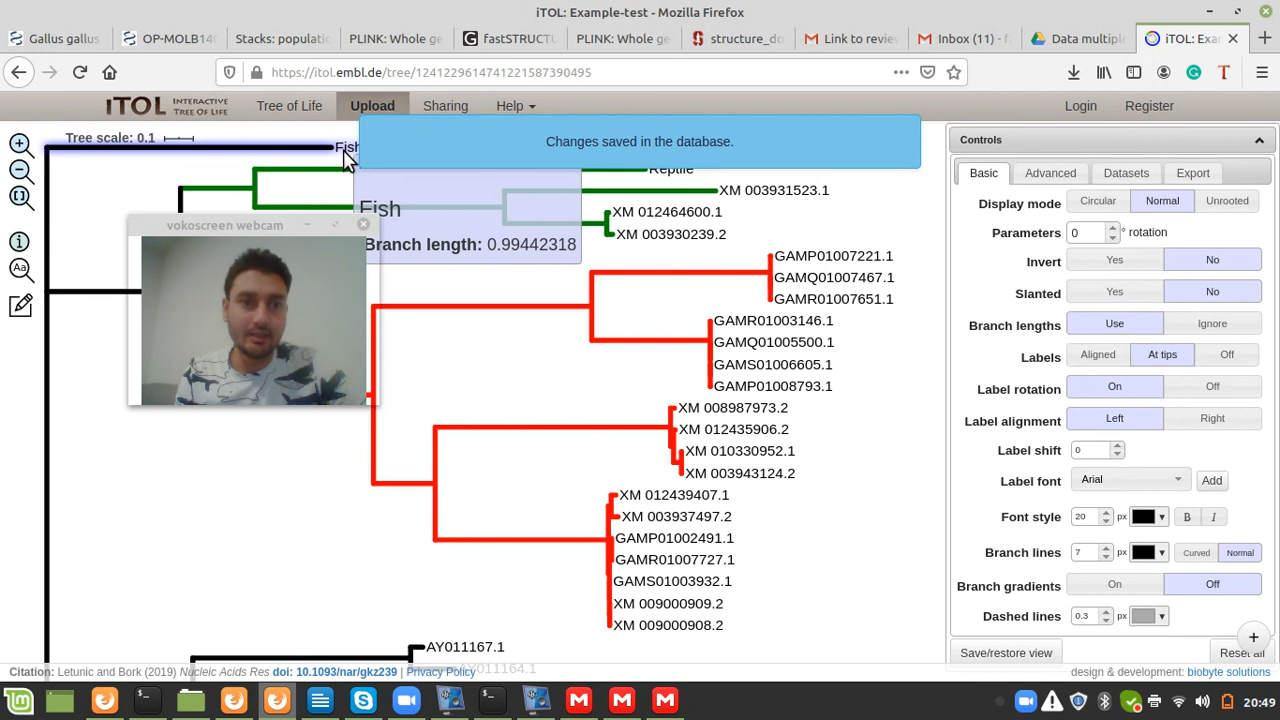 iTOL: Example-test - Mozilla Firefox
Gallus gallus
OP-MOLB140
Stacks: populatio
PLINK: Whole ge
fastSTRUCTU
PLINK: Whole ge
structure_do
Link to review
Inbox (11) - f
Data multiple
iTOL: Exam
https://itol.embl.de/tree/1241229614741221587390495
iTOL INTERACTIVE TREE OF LIFE
Tree of Life
Upload
Sharing
Help
Login
Register
Tree scale: 0.1
Changes saved in the database.
Fish
Reptile
Fish
Branch length: 0.99442318
vokoscreen webcam
XM 003931523.1
XM 012464600.1
XM 003930239.2
GAMP01007221.1
GAMQ01007467.1
GAMR01007651.1
GAMR01003146.1
GAMQ01005500.1
GAMS01006605.1
GAMP01008793.1
XM 008987973.2
XM 012435906.2
XM 010330952.1
XM 003943124.2
XM 012439407.1
XM 003937497.2
GAMP01002491.1
GAMR01007727.1
GAMS01003932.1
XM 009000909.2
XM 009000908.2
AY011167.1
AY011164.1
Aa
Controls
Basic
Advanced
Datasets
Export
Display mode Circular Normal Unrooted
Parameters 0 ° rotation
Invert Yes No
Slanted Yes No
Branch lengths Use Ignore
Labels Aligned At tips Off
Label rotation On Off
Label alignment Left Right
Label shift 0
Label font Arial Add
Font style 20 px B I
Branch lines 7 px Curved Normal
Branch gradients On Off
Dashed lines 0.3 px
Save/restore view
Reset all
Citation: Letunic and Bork (2019) Nucleic Acids Res doi: 10.1093/nar/gkz239 | Privacy Policy
design & development: biobyte solutions
20:49